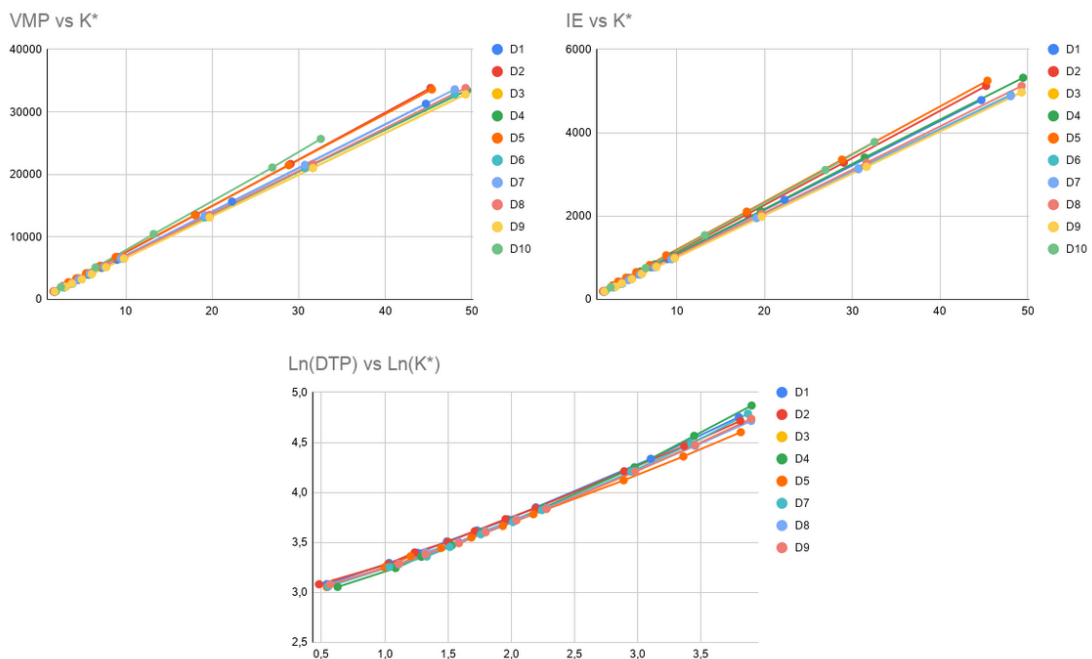 VMP vs K*
40000
30000
20000
10000
0
10
20
30
40
50
D1
D2
D3
D4
D5
D6
D7
D8
D9
D10
IE vs K*
6000
4000
2000
0
10
20
30
40
50
D1
D2
D3
D4
D5
D6
D7
D8
D9
D10
Ln(DTP) vs Ln(K*)
5,0
4,5
4,0
3,5
3,0
2,5
0,5
1,0
1,5
2,0
2,5
3,0
3,5
D1
D2
D3
D4
D5
D7
D8
D9